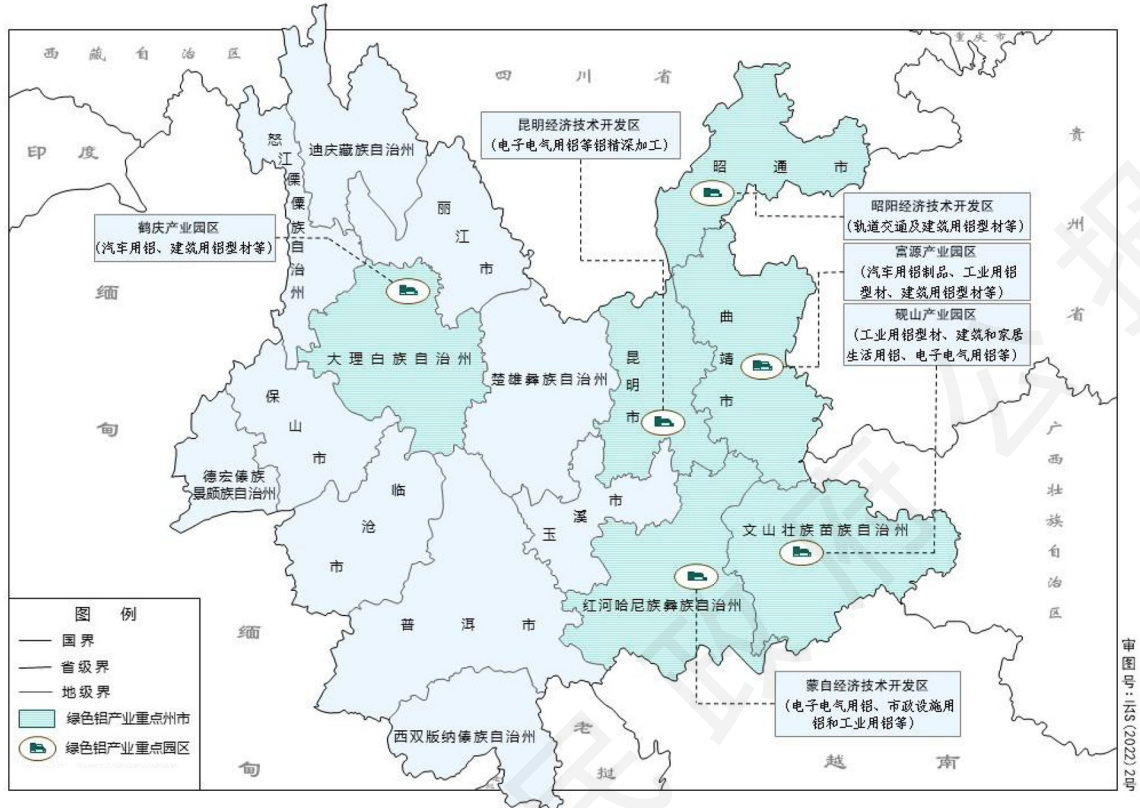 西藏自治区
四川省
重庆市
贵州省
印度
缅甸
缅甸
广西壮族自治区
老挝
越南
怒江傈僳族自治州
迪庆藏族自治州
丽江市
昭通市
大理白族自治州
楚雄彝族自治州
昆明市
曲靖市
保山市
德宏傣族
景颇族自治州
临沧市
玉溪市
文山壮族苗族自治州
红河哈尼族彝族自治州
普洱市
西双版纳傣族自治州
昆明经济技术开发区
(电子电气用铝等铝精深加工)
鹤庆产业园区
(汽车用铝、建筑用铝型材等)
昭阳经济技术开发区
(轨道交通及建筑用铝型材等)
富源产业园区
(汽车用铝制品、工业用铝
型材、建筑用铝型材等)
砚山产业园区
(工业用铝型材、建筑和家居
生活用铝、电子电气用铝等)
蒙自经济技术开发区
(电子电气用铝、市政设施用
铝和工业用铝等)
图例
国界
省级界
地级界
绿色铝产业重点州市
绿色铝产业重点园区
民政府公报